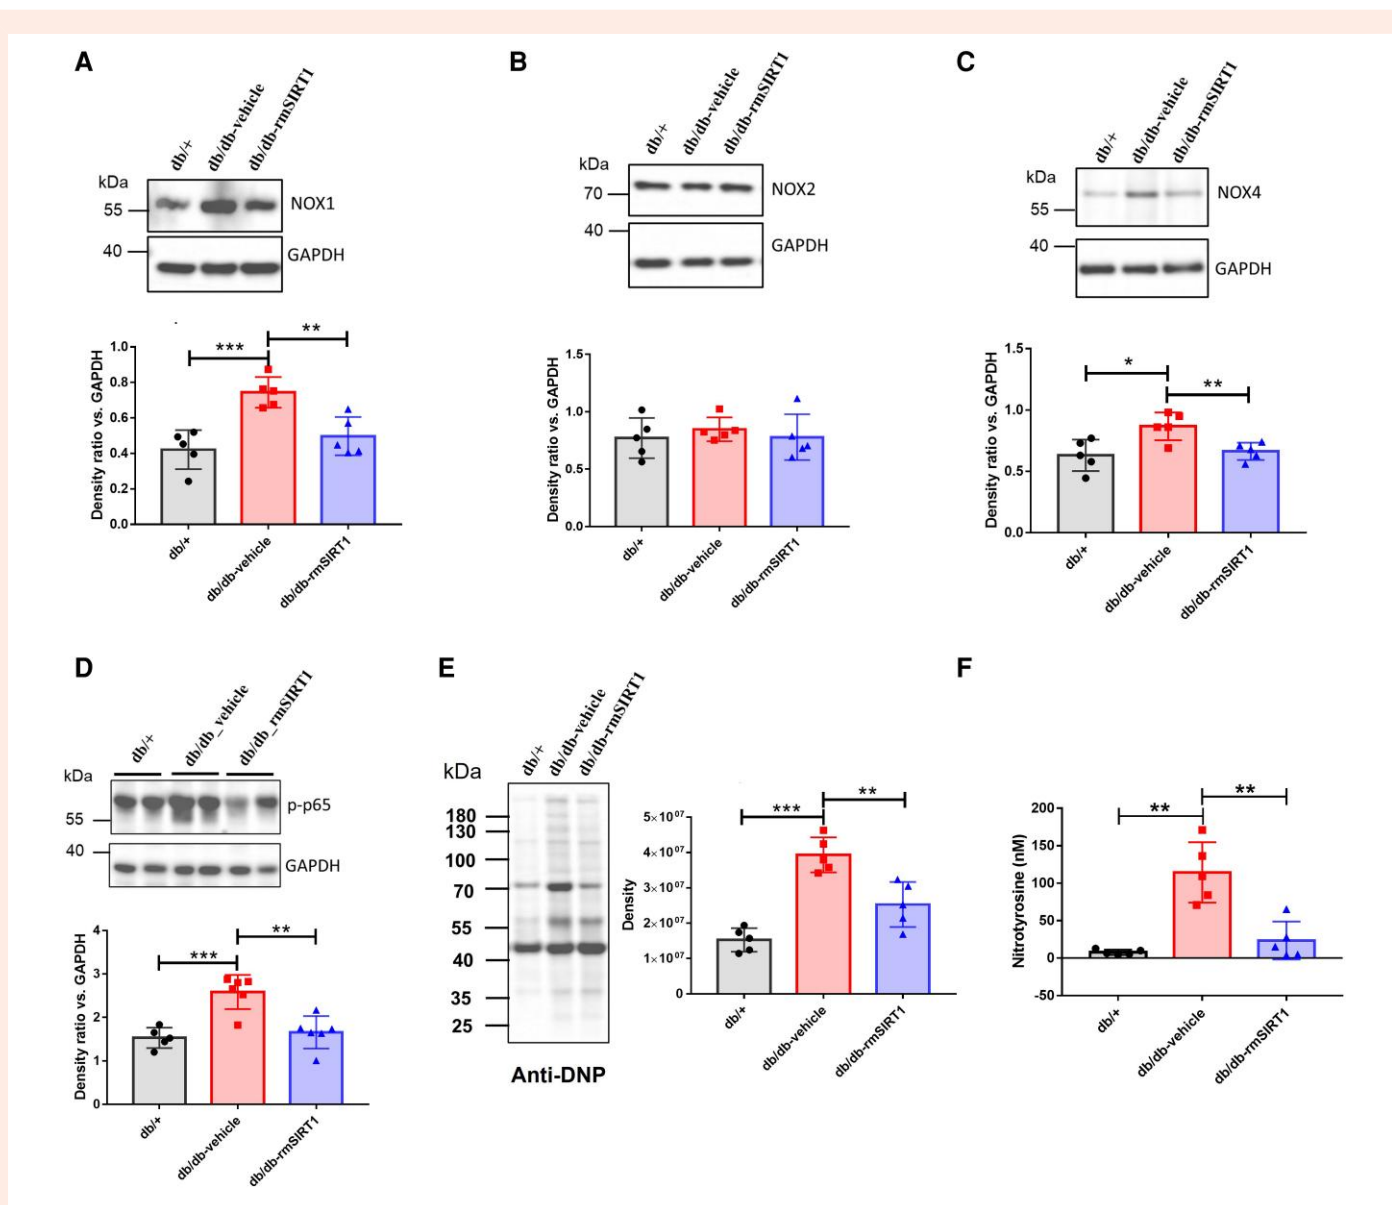 A
B
C
db/+
db/db-vehicle
db/db-rmSIRT1
db/+
db/db-vehicle
db/db-rmSIRT1
db/+
db/db-vehicle
db/db-rmSIRT1
kDa
55
NOX1
40
GAPDH
kDa
70
NOX2
40
GAPDH
kDa
55
NOX4
40
GAPDH
Density ratio vs. GAPDH
1.0
0.8
0.6
0.4
0.2
0.0
***
**
db/+
db/db-vehicle
db/db-rmSIRT1
Density ratio vs. GAPDH
1.5
1.0
0.5
0.0
db/+
db/db-vehicle
db/db-rmSIRT1
Density ratio vs. GAPDH
1.5
1.0
0.5
0.0
*
**
db/+
db/db-vehicle
db/db-rmSIRT1
D
E
F
db/+
db/db_vehicle
db/db_rmSIRT1
kDa
55
p-p65
40
GAPDH
Density ratio vs. GAPDH
4
3
2
1
0
***
**
db/+
db/db-vehicle
db/db-rmSIRT1
db/+
db/db-vehicle
db/db-rmSIRT1
kDa
180
130
100
70
55
40
35
25
Anti-DNP
Density
5×10⁰⁷
4×10⁰⁷
3×10⁰⁷
2×10⁰⁷
1×10⁰⁷
0
***
**
db/+
db/db-vehicle
db/db-rmSIRT1
Nitrotyrosine (nM)
200
150
100
50
0
-50
**
**
db/+
db/db-vehicle
db/db-rmSIRT1